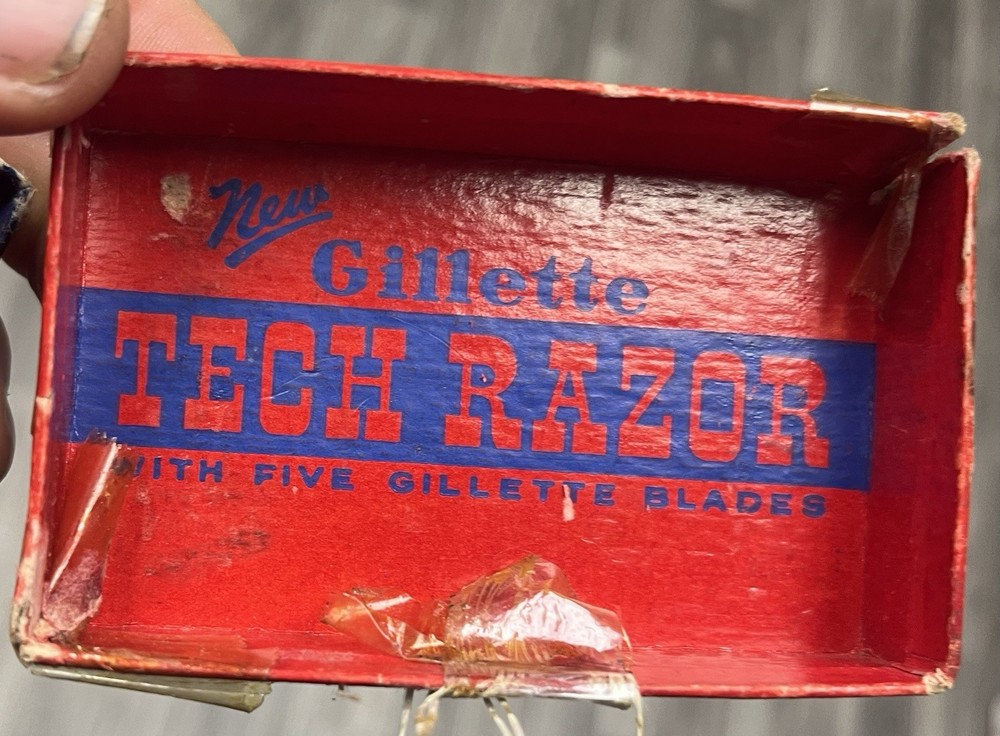 New
Gillette
TECH RAZOR
WITH FIVE GILLETTE BLADES